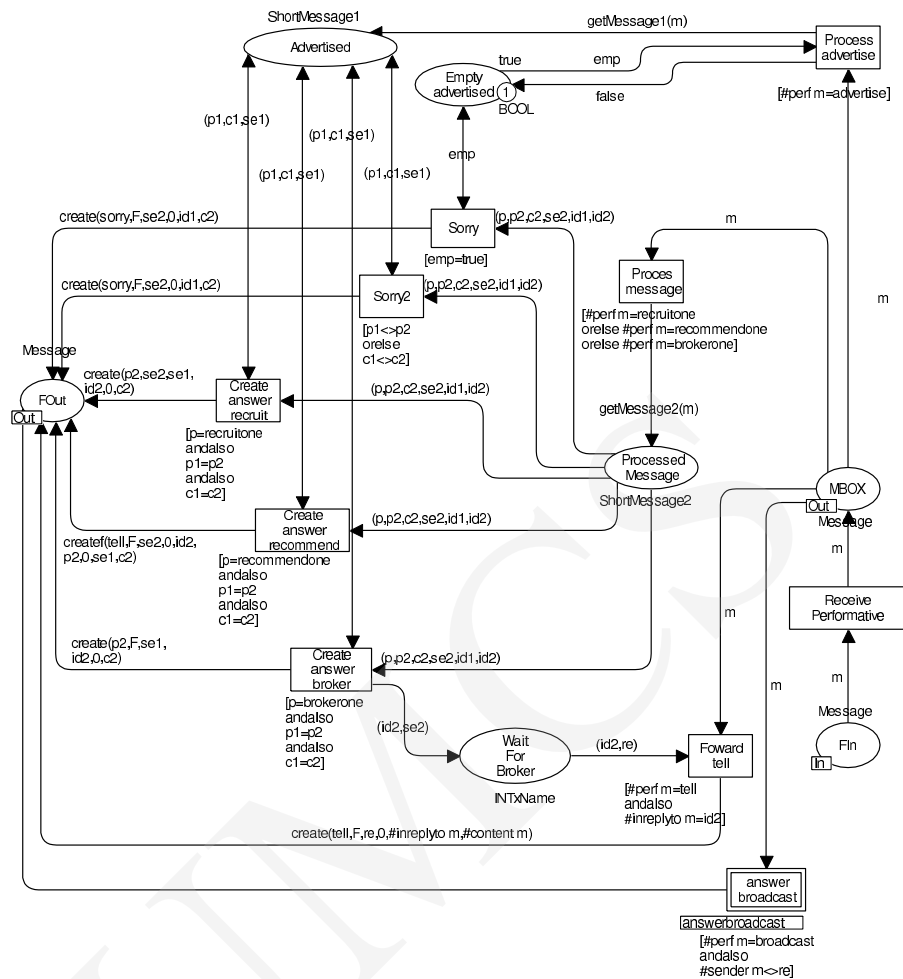 ShortMessage1
Advertised
getMessage1(m)
Process
advertise
[#perf m=advertise]
true
emp
false
Empty
advertised
1
BOOL
(p1,c1,se1)
(p1,c1,se1)
(p1,c1,se1)
(p1,c1,se1)
emp
create(sorry,F,se2,0,id1,c2)
Sorry
(p,p2,c2,se2,id1,id2)
[emp=true]
m
Proces
message
[#perf m=recruitone
orelse #perf m=recommendone
orelse #perf m=brokerone]
m
create(sorry,F,se2,0,id1,c2)
Sorry2
(p,p2,c2,se2,id1,id2)
[p1<>p2
orelse
c1<>c2]
Message
FOut
Out
create(p2,se2,se1,
id2,0,c2)
Create
answer
recruit
(p,p2,c2,se2,id1,id2)
[p=recruitone
andalso
p1=p2
andalso
c1=c2]
getMessage2(m)
Processed
Message
ShortMessage2
MBOX
Out
Message
m
createf(tell,F,se2,0,id2,
p2,0,se1,c2)
Create
answer
recommend
(p,p2,c2,se2,id1,id2)
[p=recommendone
andalso
p1=p2
andalso
c1=c2]
Receive
Performative
m
m
m
create(p2,F,se1,
id2,0,c2)
Create
answer
broker
(p,p2,c2,se2,id1,id2)
[p=brokerone
andalso
p1=p2
andalso
c1=c2]
(id2,se2)
Wait
For
Broker
INTxName
(id2,re)
Foward
tell
[#perf m=tell
andalso
#inreplyto m=id2]
Message
FIn
In
create(tell,F,re,0,#inreplyto m,#content m)
answer
broadcast
answerbroadcast
[#perf m=broadcast
andalso
#sender m<>re]
UMCS